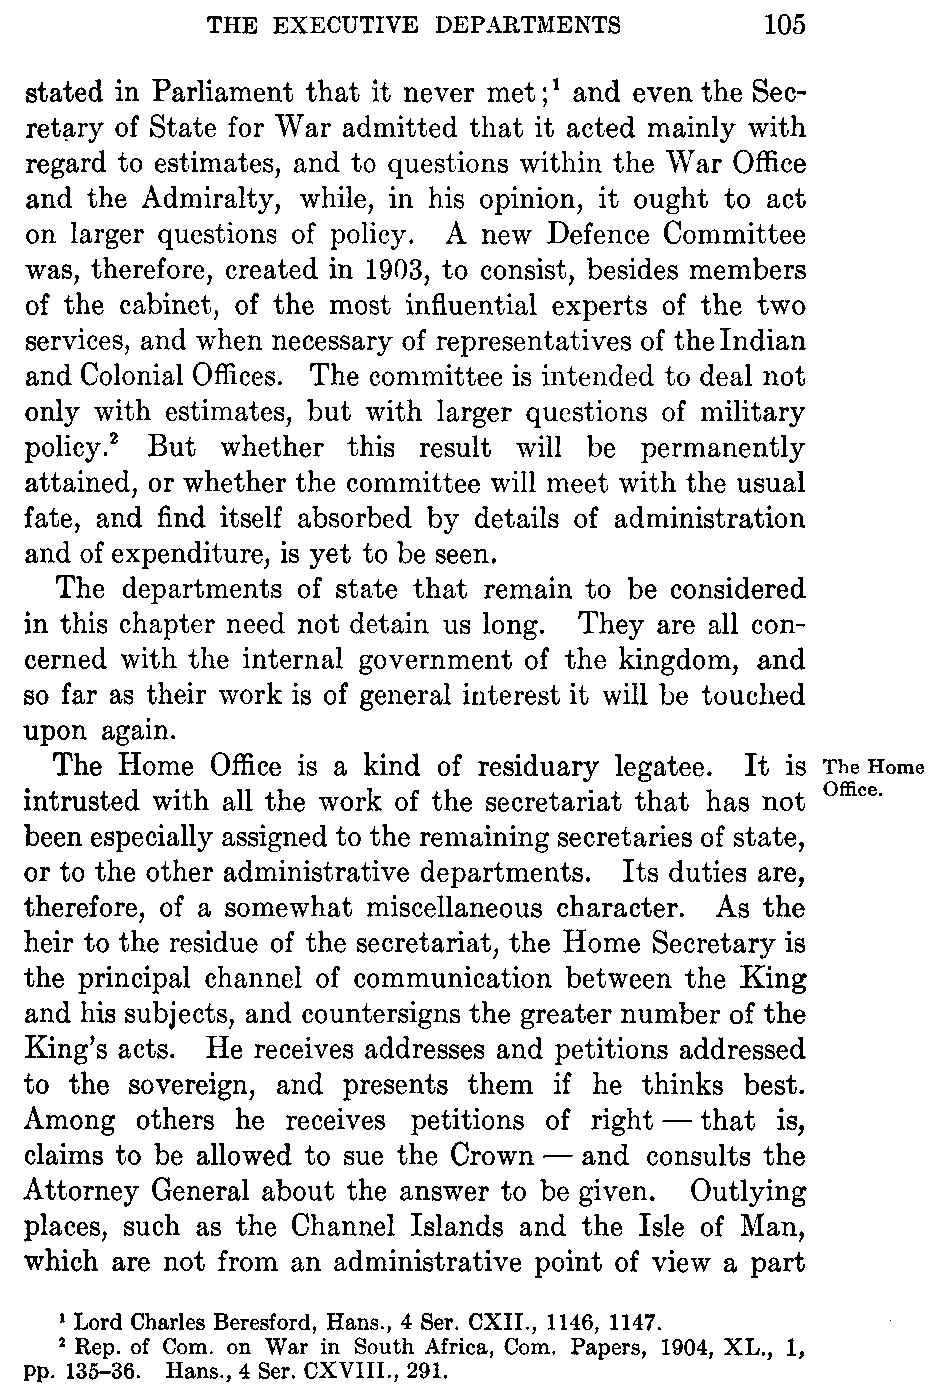 THE EXECUTIVE DEPARTMENTS 105
stated in Parliament that it never met;¹ and even the Sec-
retary of State for War admitted that it acted mainly with
regard to estimates, and to questions within the War Office
and the Admiralty, while, in his opinion, it ought to act
on larger questions of policy. A new Defence Committee
was, therefore, created in 1903, to consist, besides members
of the cabinet, of the most influential experts of the two
services, and when necessary of representatives of the Indian
and Colonial Offices. The committee is intended to deal not
only with estimates, but with larger questions of military
policy.² But whether this result will be permanently
attained, or whether the committee will meet with the usual
fate, and find itself absorbed by details of administration
and of expenditure, is yet to be seen.
The departments of state that remain to be considered
in this chapter need not detain us long. They are all con-
cerned with the internal government of the kingdom, and
so far as their work is of general interest it will be touched
upon again.
The Home Office is a kind of residuary legatee. It is
The Home
Office.
intrusted with all the work of the secretariat that has not
been especially assigned to the remaining secretaries of state,
or to the other administrative departments. Its duties are,
therefore, of a somewhat miscellaneous character. As the
heir to the residue of the secretariat, the Home Secretary is
the principal channel of communication between the King
and his subjects, and countersigns the greater number of the
King's acts. He receives addresses and petitions addressed
to the sovereign, and presents them if he thinks best.
Among others he receives petitions of right — that is,
claims to be allowed to sue the Crown — and consults the
Attorney General about the answer to be given. Outlying
places, such as the Channel Islands and the Isle of Man,
which are not from an administrative point of view a part
¹ Lord Charles Beresford, Hans., 4 Ser. CXII., 1146, 1147.
² Rep. of Com. on War in South Africa, Com. Papers, 1904, XL., 1,
pp. 135–36. Hans., 4 Ser. CXVIII., 291.